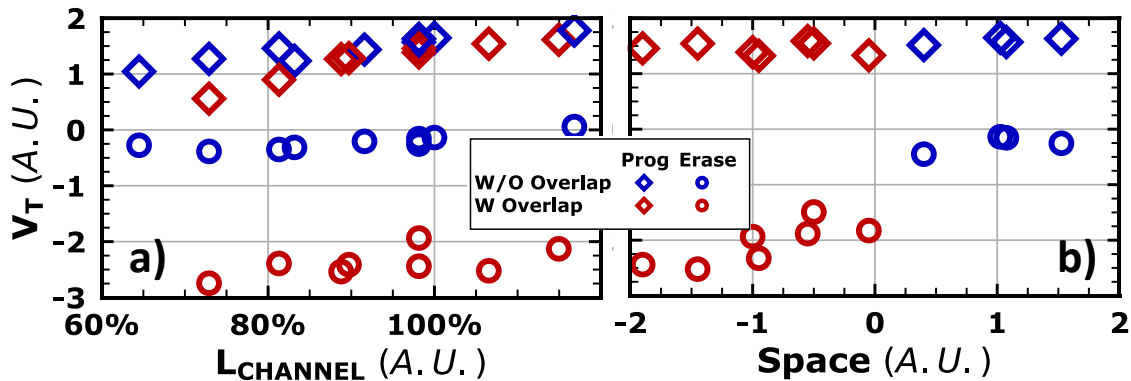 2
1
0
-1
-2
-3
V_T (A.U.)
60% 80% 100%
L_CHANNEL (A.U.)
a)
Prog Erase
W/O Overlap
W Overlap
b)
-2 -1 0 1 2
Space (A.U.)